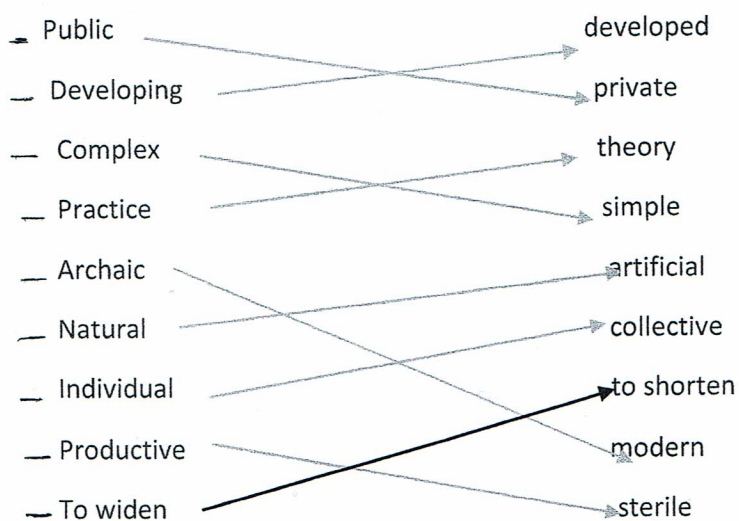 – Public developed
– Developing private
– Complex theory
– Practice simple
– Archaic artificial
– Natural collective
– Individual to shorten
– Productive modern
– To widen sterile